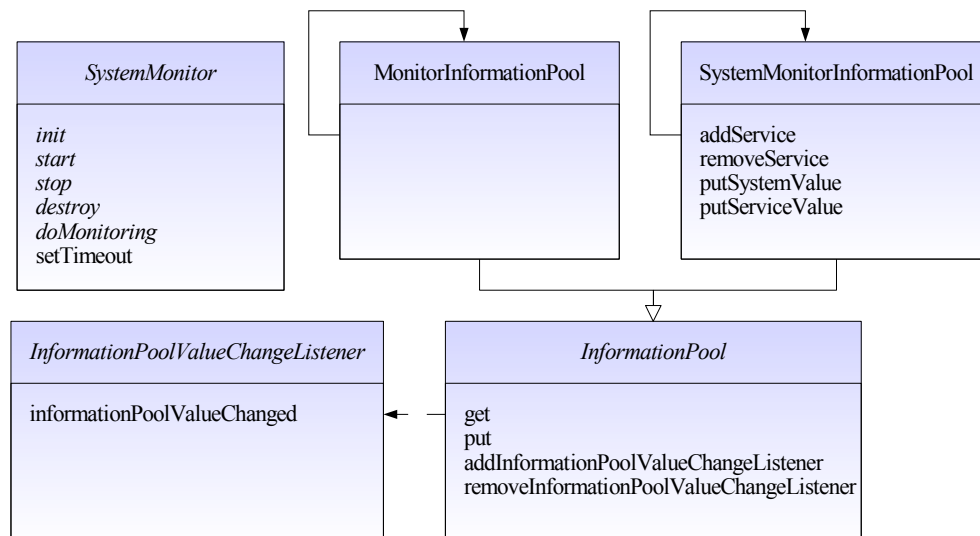 SystemMonitor
init
start
stop
destroy
doMonitoring
setTimeout
MonitorInformationPool
SystemMonitorInformationPool
addService
removeService
putSystemValue
putServiceValue
InformationPoolValueChangeListener
informationPoolValueChanged
InformationPool
get
put
addInformationPoolValueChangeListener
removeInformationPoolValueChangeListener